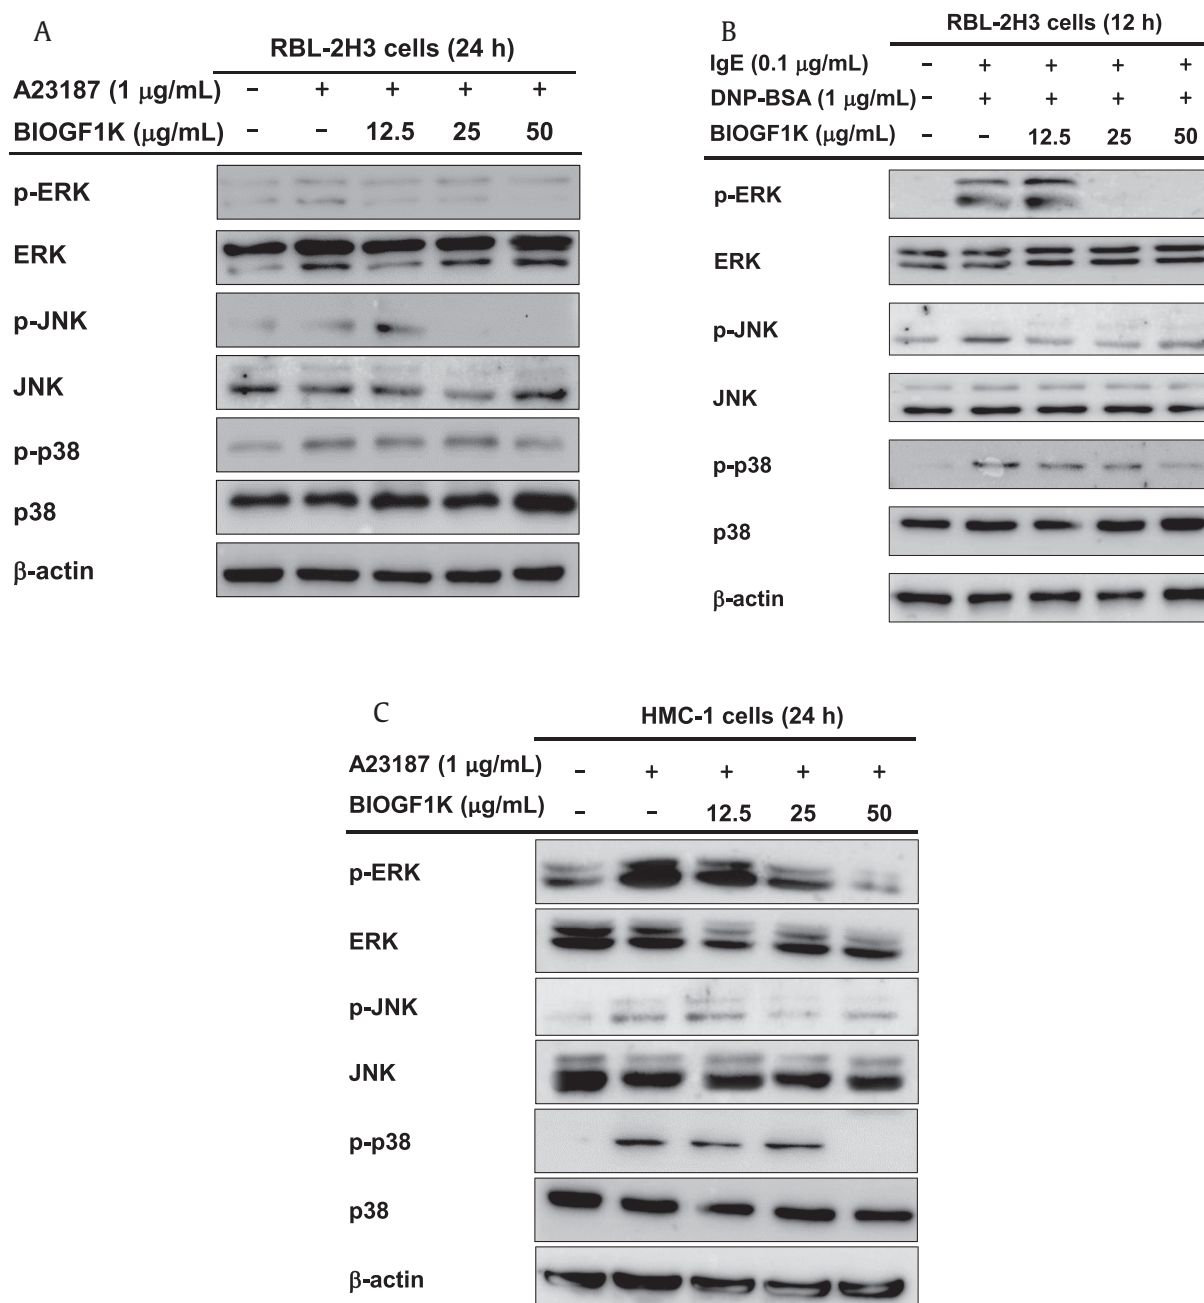 A
RBL-2H3 cells (24 h)
A23187 (1 μg/mL) – + + + +
BIOGF1K (μg/mL) – – 12.5 25 50
p-ERK
ERK
p-JNK
JNK
p-p38
p38
β-actin
B
RBL-2H3 cells (12 h)
IgE (0.1 μg/mL) – + + + +
DNP-BSA (1 μg/mL) – + + + +
BIOGF1K (μg/mL) – – 12.5 25 50
p-ERK
ERK
p-JNK
JNK
p-p38
p38
β-actin
C
HMC-1 cells (24 h)
A23187 (1 μg/mL) – + + + +
BIOGF1K (μg/mL) – – 12.5 25 50
p-ERK
ERK
p-JNK
JNK
p-p38
p38
β-actin